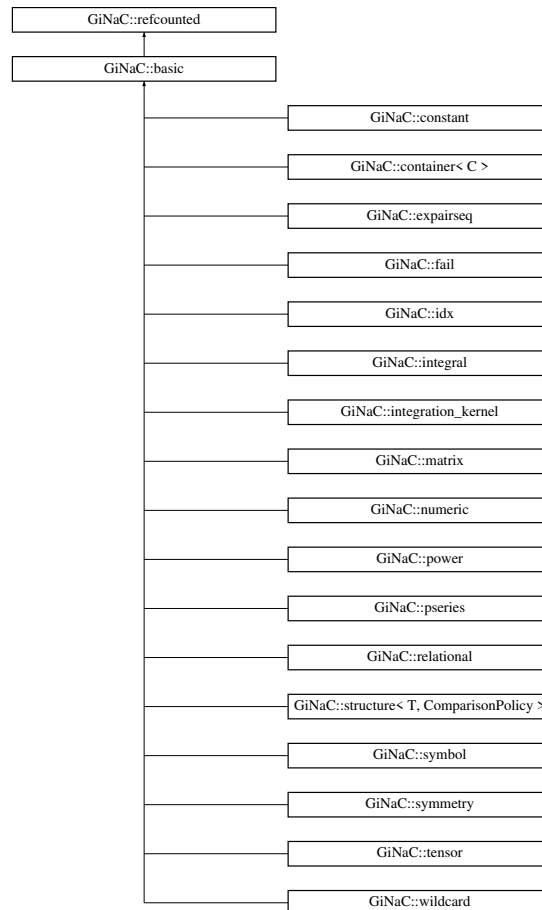 GiNaC::refcounted
GiNaC::basic
GiNaC::constant
GiNaC::container< C >
GiNaC::expairseq
GiNaC::fail
GiNaC::idx
GiNaC::integral
GiNaC::integration_kernel
GiNaC::matrix
GiNaC::numeric
GiNaC::power
GiNaC::pseries
GiNaC::relational
GiNaC::structure< T, ComparisonPolicy >
GiNaC::symbol
GiNaC::symmetry
GiNaC::tensor
GiNaC::wildcard